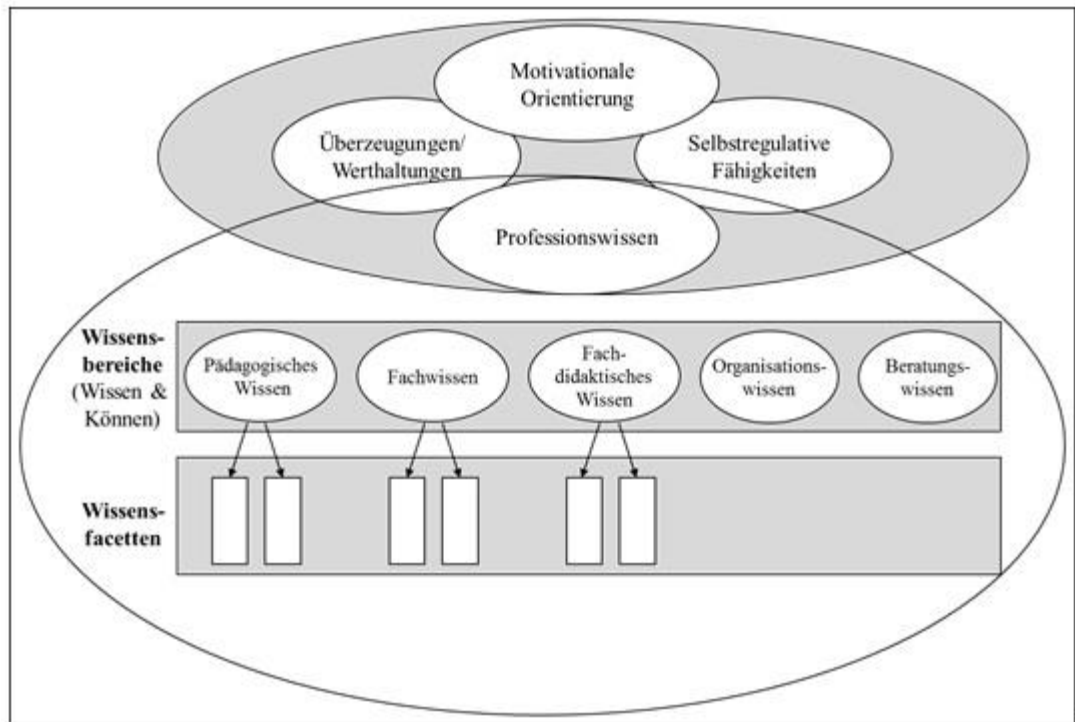 Motivationale
Orientierung
Überzeugungen/
Werthaltungen
Selbstregulative
Fähigkeiten
Professionswissen
Wissens-
bereiche
(Wissen &
Können)
Pädagogisches
Wissen
Fachwissen
Fach-
didaktisches
Wissen
Organisations-
wissen
Beratungs-
wissen
Wissens-
facetten